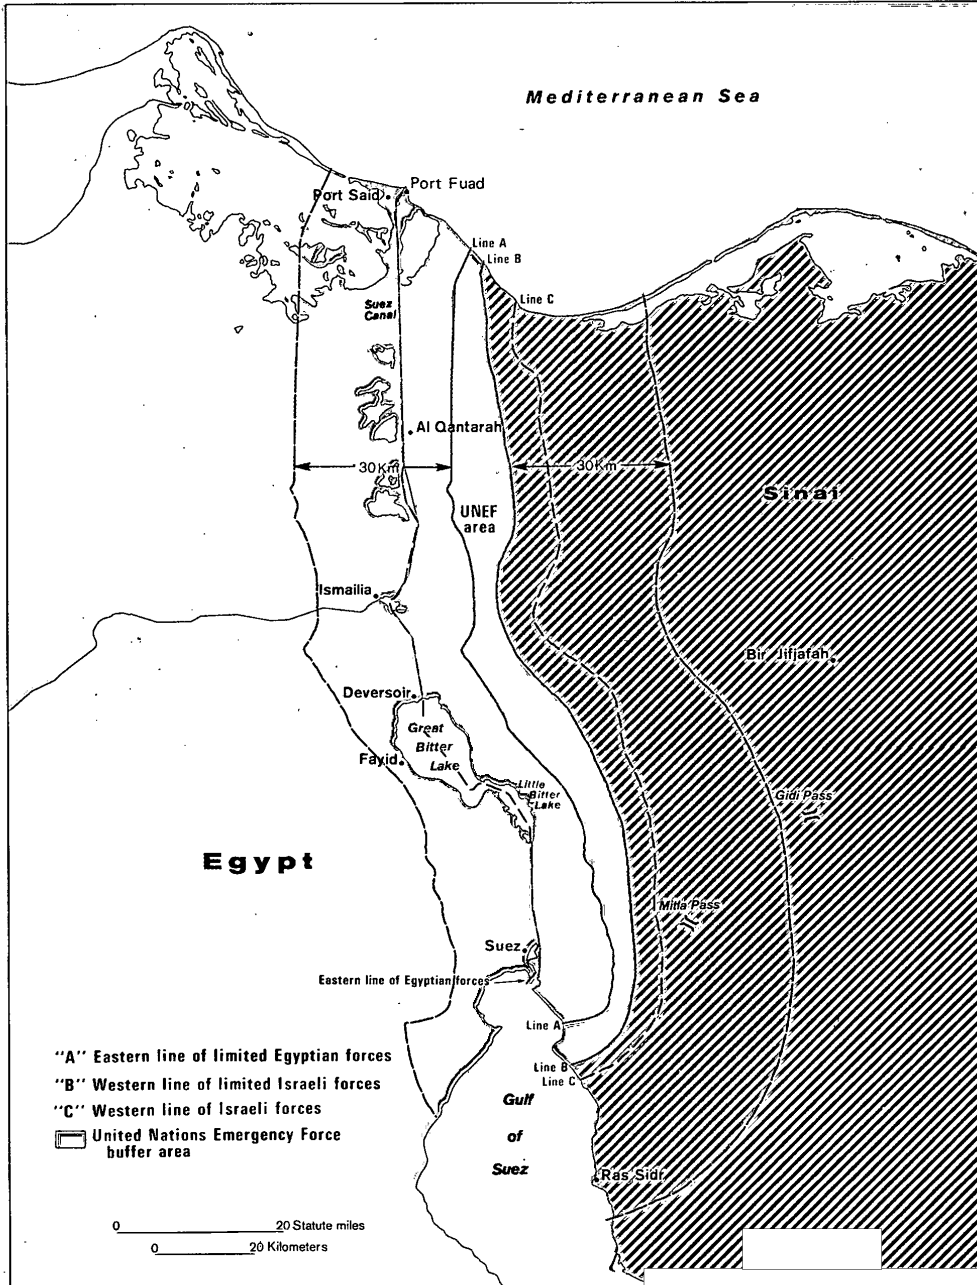 Mediterranean Sea
Port Said
Port Fuad
Line A
Line B
Line C
Suez
Canal
Al Qantarah
30Km
30Km
Sinai
UNEF
area
Ismailia
Bir Jifjafah
Deversoir
Great
Bitter
Lake
Fayid
Little
Bitter
Lake
Gidi Pass
Egypt
Mitla Pass
Suez
Eastern line of Egyptian forces
Line A
Line B
Line C
"A" Eastern line of limited Egyptian forces
"B" Western line of limited Israeli forces
"C" Western line of Israeli forces
United Nations Emergency Force
buffer area
Gulf
of
Suez
Ras Sidr
0 20 Statute miles
0 20 Kilometers